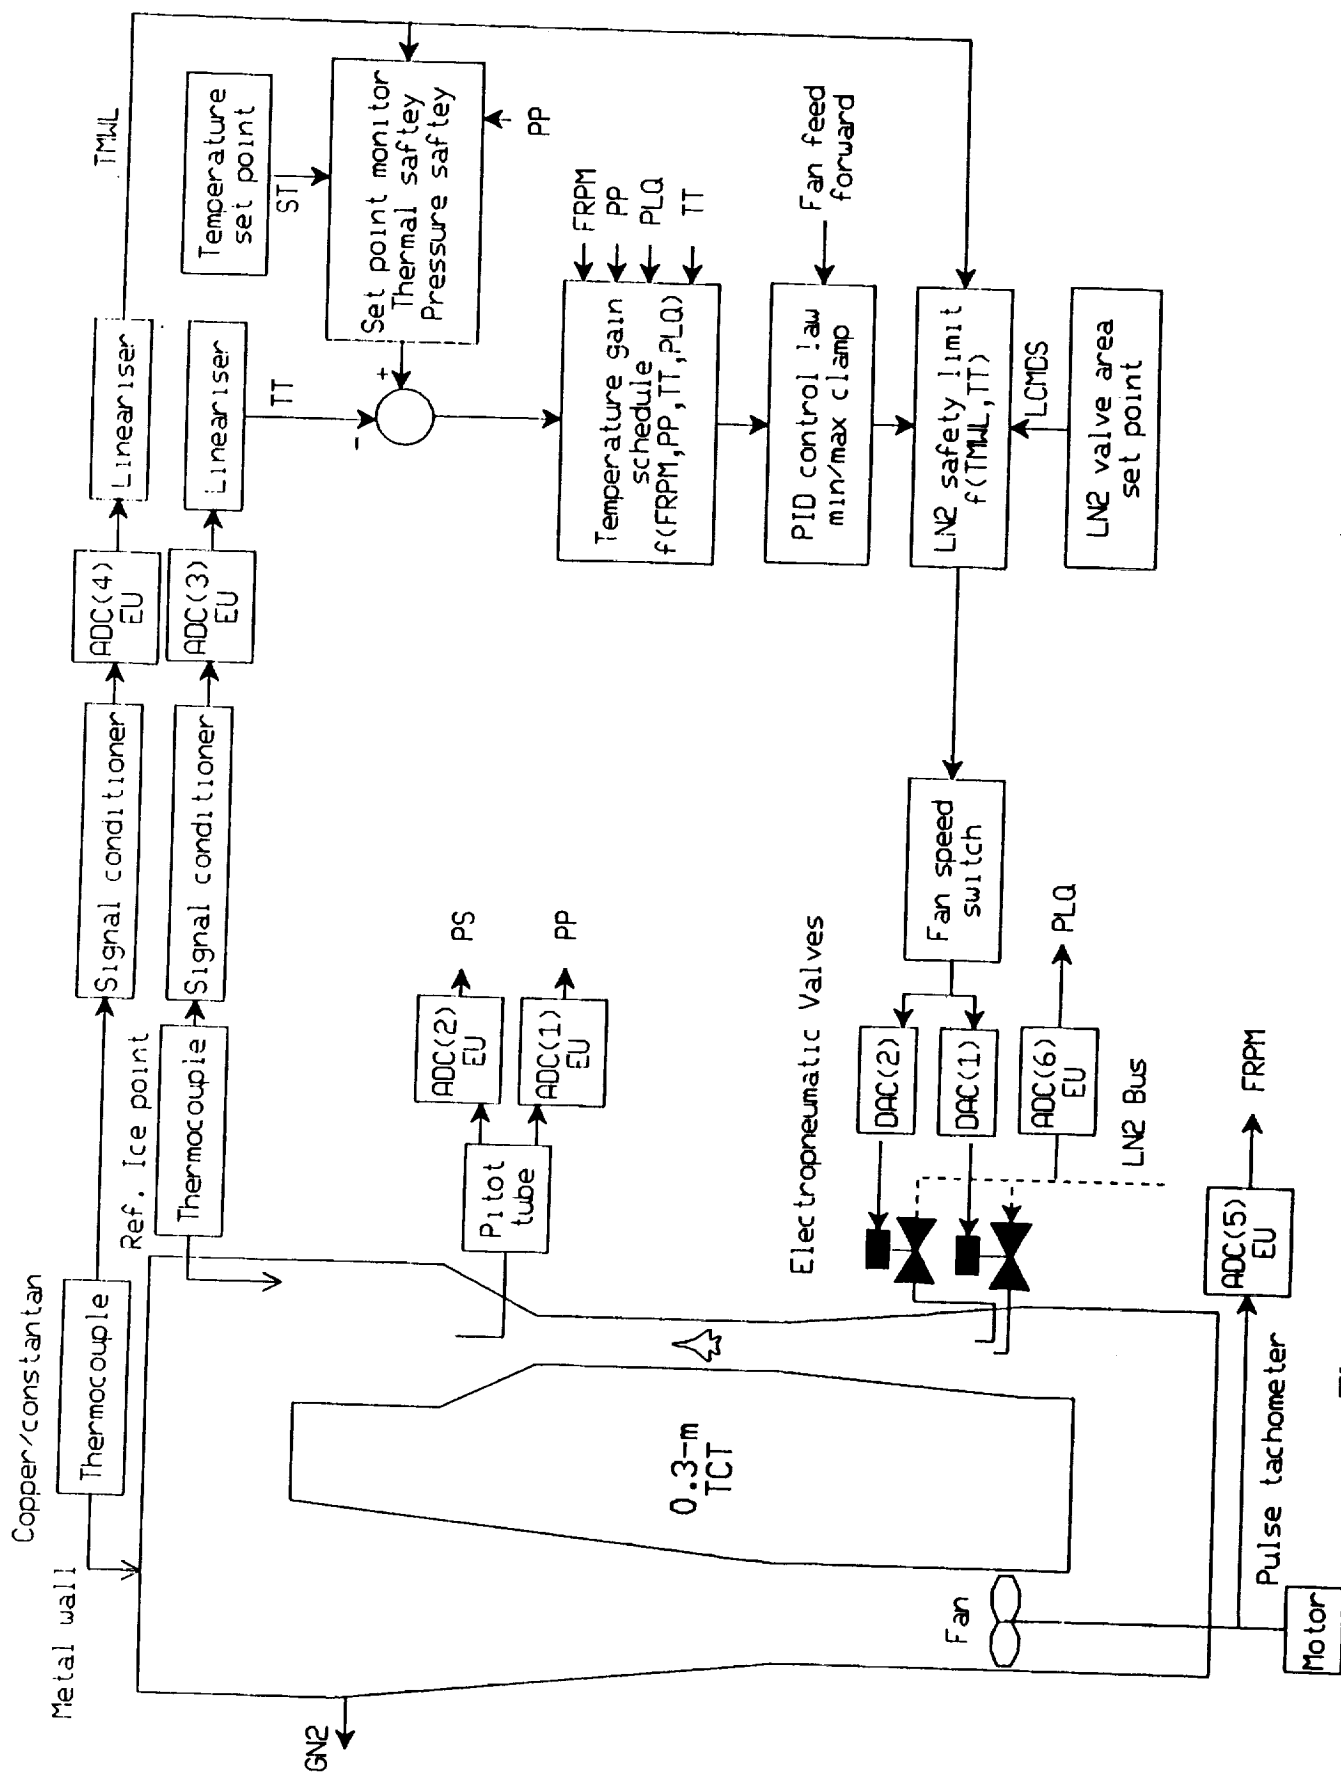 Copper/constantan
Metal wall
Thermocouple
Signal conditioner
ADC(4)
EU
Lineariser
TMWL
Ref. Ice point
Thermocouple
Signal conditioner
ADC(3)
EU
Lineariser
TT
Temperature
set point
ST
Set point monitor
Thermal saftey
Pressure saftey
PP
+
-
GN2
Pitot
tube
ADC(2)
EU
PS
ADC(1)
EU
PP
Temperature gain
schedule
f(FRPM,PP,TT,PLQ)
FRPM
PP
PLQ
TT
0.3-m
TCT
PID control law
min/max clamp
Fan feed
forward
Electropneumatic Valves
DAC(2)
DAC(1)
Fan speed
switch
LN2 safety limit
f(TMWL,TT)
LCMDS
LN2 valve area
set point
ADC(6)
EU
PLQ
LN2 Bus
Fan
Motor
Pulse tachometer
ADC(5)
EU
FRPM